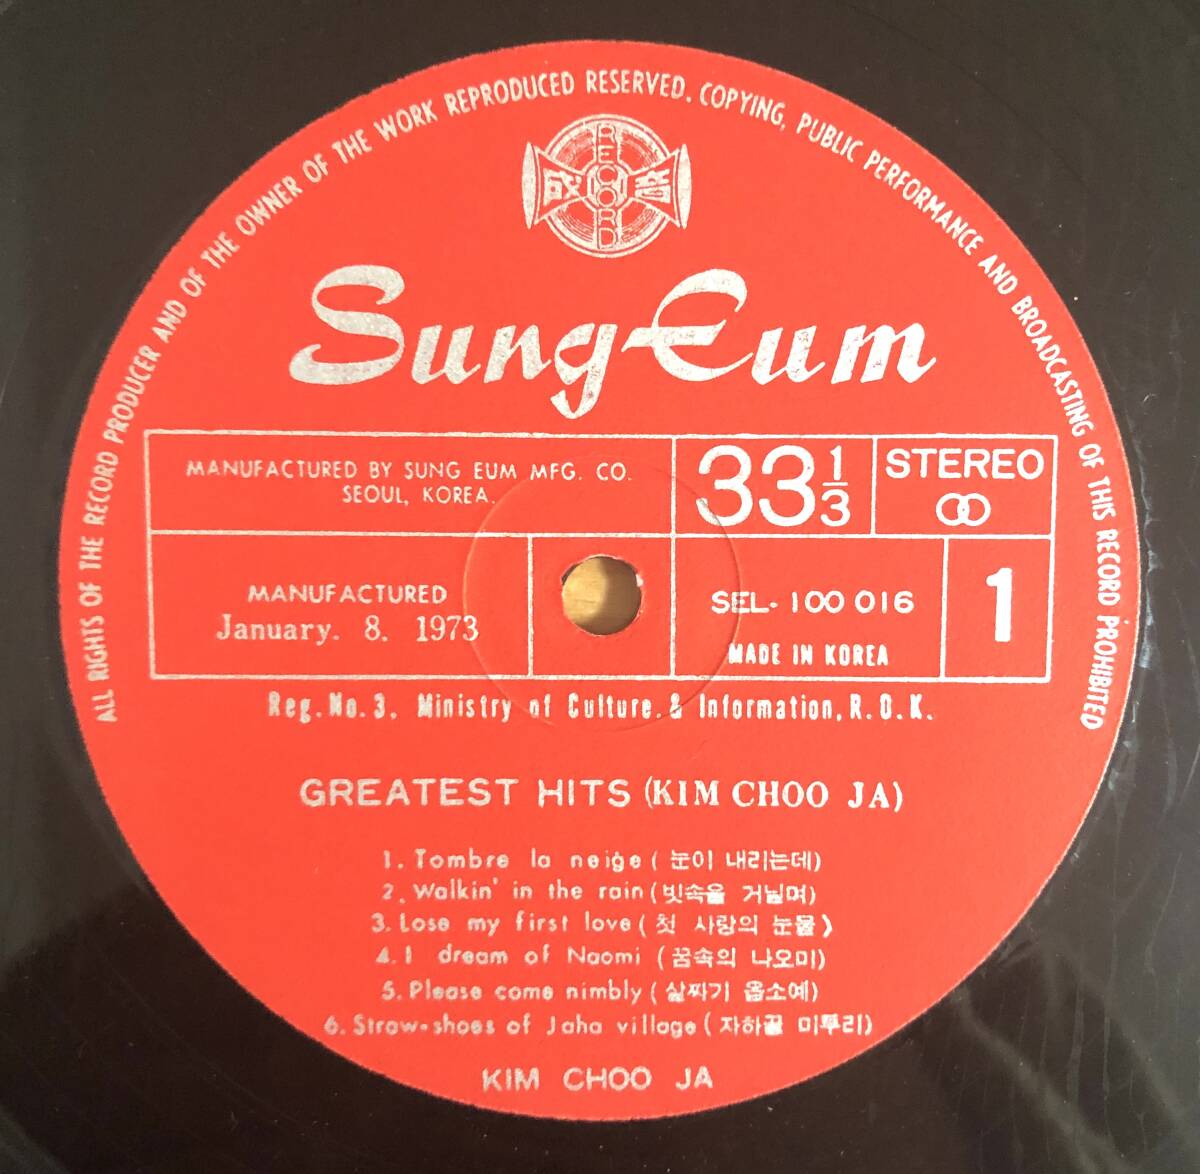 ALL RIGHTS OF THE RECORD PRODUCER AND OF THE OWNER OF THE WORK REPRODUCED RESERVED. COPYING, PUBLIC PERFORMANCE AND BROADCASTING OF THIS RECORD PROHIBITED
RECORD
成音
Sung Eum
MANUFACTURED BY SUNG EUM MFG. CO.
SEOUL, KOREA.
33 1/3
STEREO
MANUFACTURED
January. 8. 1973
SEL- 100 016
MADE IN KOREA
1
Reg. No. 3. Ministry of Culture. & Information, R. O. K.
GREATEST HITS (KIM CHOO JA)
1. Tombre la neige ( 눈이 내리는데)
2. Walkin' in the rain (빗속을 거닐며)
3. Lose my first love ( 첫 사랑의 눈물 )
4. I dream of Naomi ( 꿈속의 나오미)
5. Please come nimbly ( 살짜기 옵소예)
6. Straw-shoes of Jaha village ( 자하골 미투리)
KIM CHOO JA